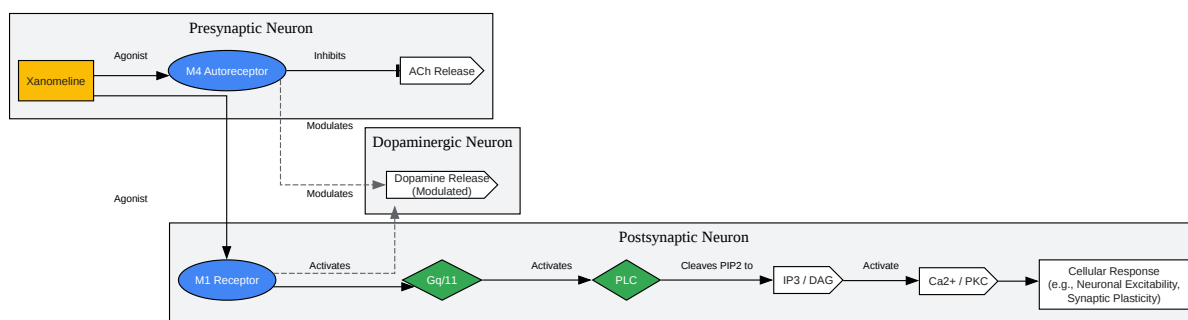 Presynaptic Neuron
Agonist
Inhibits
Xanomeline
M4 Autoreceptor
ACh Release
Modulates
Dopaminergic Neuron
Dopamine Release
(Modulated)
Modulates
Agonist
Postsynaptic Neuron
M1 Receptor
Activates
Gq/11
Activates
PLC
Cleaves PIP2 to
IP3 / DAG
Activate
Ca2+ / PKC
Cellular Response
(e.g., Neuronal Excitability,
Synaptic Plasticity)